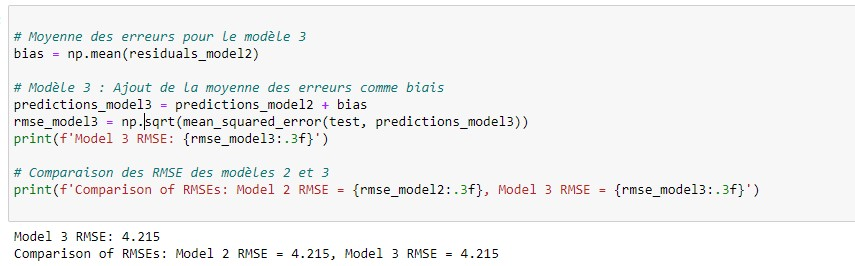 # Moyenne des erreurs pour le modèle 3
bias = np.mean(residuals_model2)
# Modèle 3 : Ajout de la moyenne des erreurs comme biais
predictions_model3 = predictions_model2 + bias
rmse_model3 = np.sqrt(mean_squared_error(test, predictions_model3))
print(f'Model 3 RMSE: {rmse_model3:.3f}')
# Comparaison des RMSE des modèles 2 et 3
print(f'Comparison of RMSEs: Model 2 RMSE = {rmse_model2:.3f}, Model 3 RMSE = {rmse_model3:.3f}')
Model 3 RMSE: 4.215
Comparison of RMSEs: Model 2 RMSE = 4.215, Model 3 RMSE = 4.215